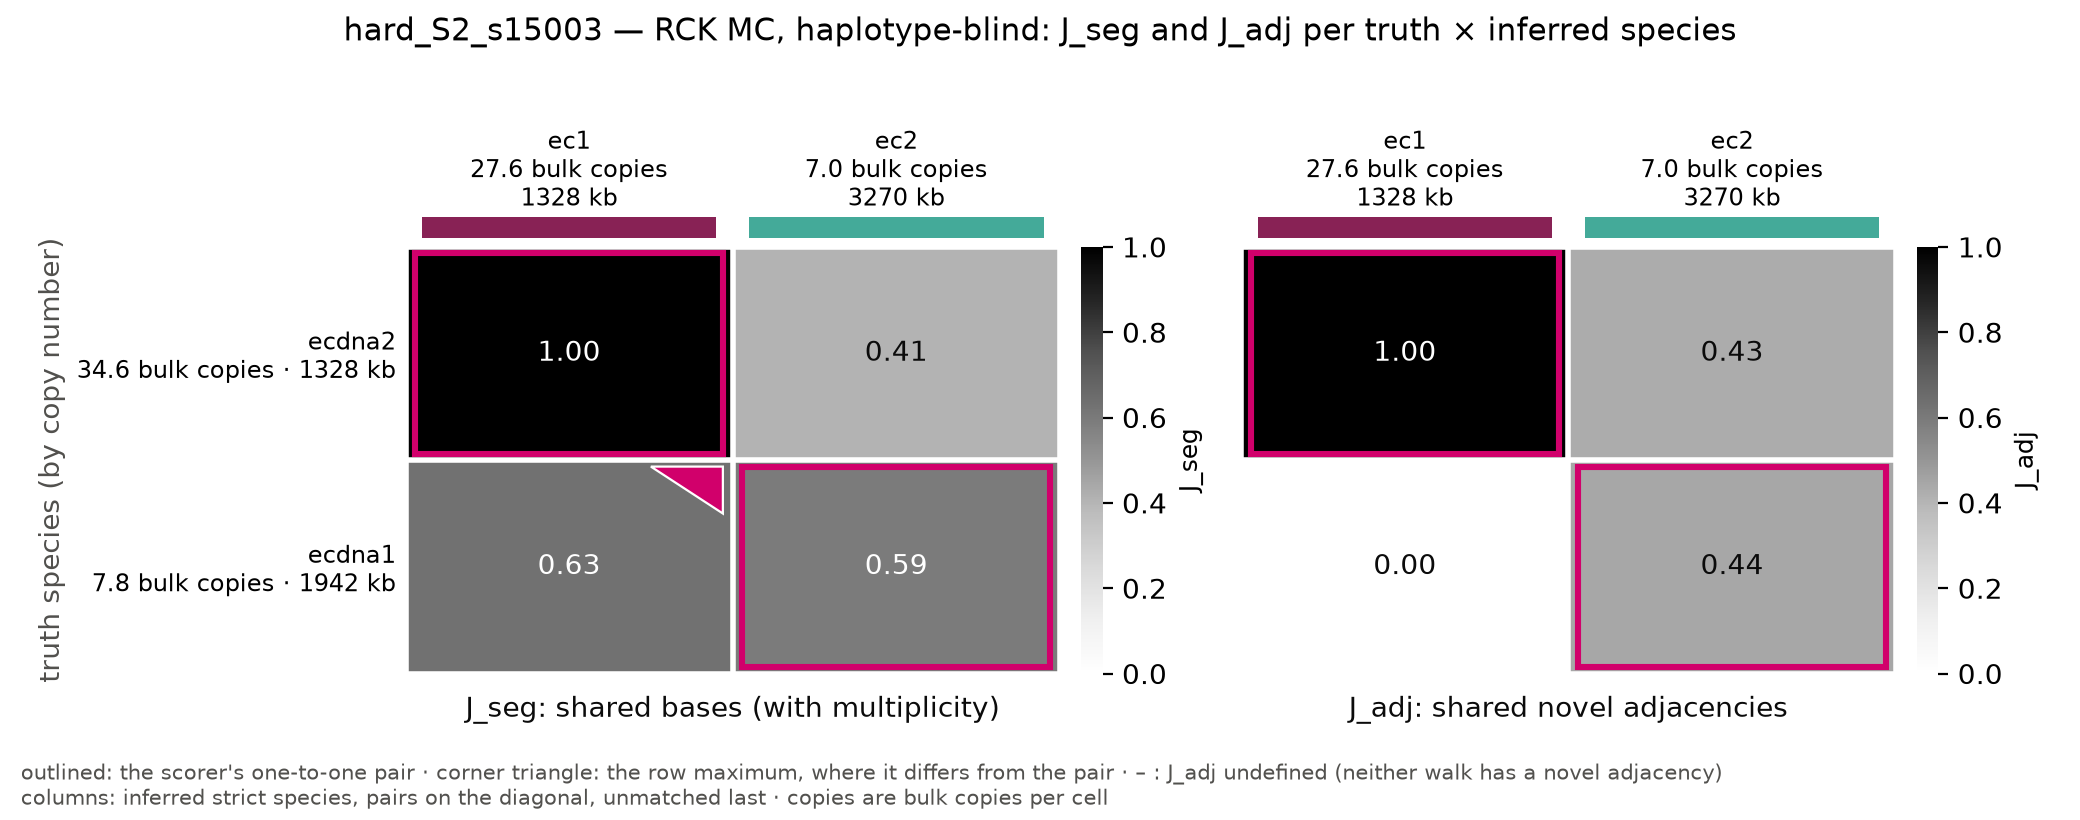 hard_S2_s15003 — RCK MC, haplotype-blind: J_seg and J_adj per truth × inferred species
ec1
27.6 bulk copies
1328 kb
ec2
7.0 bulk copies
3270 kb
truth species (by copy number)
ecdna2
34.6 bulk copies · 1328 kb
ecdna1
7.8 bulk copies · 1942 kb
1.00
0.41
0.63
0.59
1.0
0.8
0.6
0.4
0.2
0.0
J_seg
J_seg: shared bases (with multiplicity)
ec1
27.6 bulk copies
1328 kb
ec2
7.0 bulk copies
3270 kb
1.00
0.43
0.00
0.44
1.0
0.8
0.6
0.4
0.2
0.0
J_adj
J_adj: shared novel adjacencies
outlined: the scorer's one-to-one pair · corner triangle: the row maximum, where it differs from the pair · – : J_adj undefined (neither walk has a novel adjacency)
columns: inferred strict species, pairs on the diagonal, unmatched last · copies are bulk copies per cell